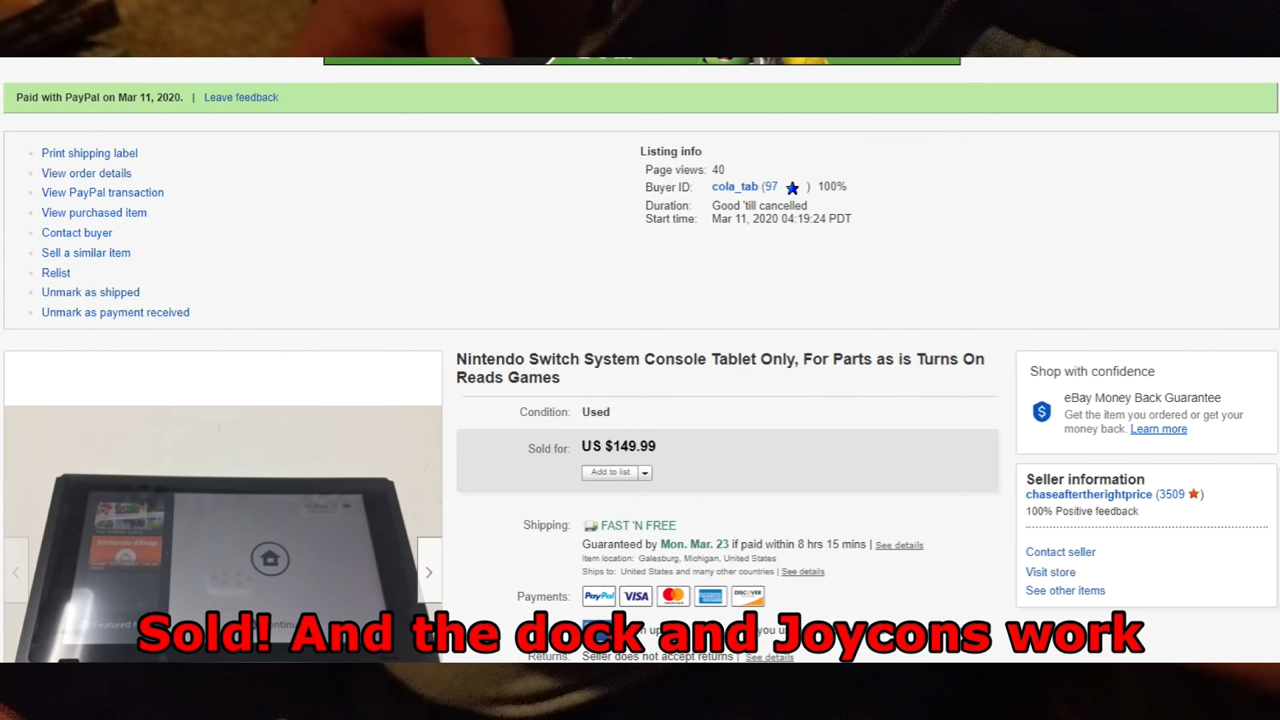 Paid with PayPal on Mar 11, 2020. | Leave feedback
Print shipping label
View order details
View PayPal transaction
View purchased item
Contact buyer
Sell a similar item
Relist
Unmark as shipped
Unmark as payment received
Listing info
Page views: 40
Buyer ID: cola_tab (97 ) 100%
Duration: Good 'till cancelled
Start time: Mar 11, 2020 04:19:24 PDT
Nintendo Switch System Console Tablet Only, For Parts as is Turns On
Reads Games
Condition: Used
Sold for: US $149.99
Add to list
Shipping: FAST 'N FREE
Guaranteed by Mon. Mar. 23 if paid within 8 hrs 15 mins | See details
Item location: Galesburg, Michigan, United States
Ships to: United States and many other countries | See details
Payments: PayPal VISA MasterCard DISCOVER
Returns: Seller does not accept returns | See details
Shop with confidence
eBay Money Back Guarantee
Get the item you ordered or get your
money back. Learn more
Seller information
chaseaftertherightprice (3509 )
100% Positive feedback
Contact seller
Visit store
See other items
Nintendo eShop
Sold! And the dock and Joycons work